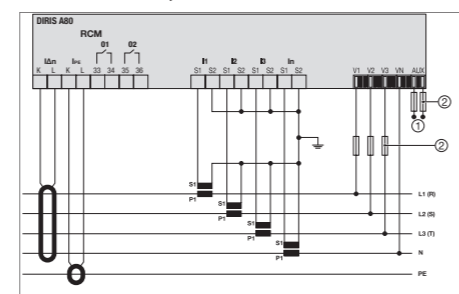 DIRIS A80
RCM
01 02
IΔn IPE I1 I2 I3 In
K L K L 33 34 35 36 S1 S2 S1 S2 S1 S2 S1 S2 V1 V2 V3 VN AUX
2
1
2
S1
P1
L1 (R)
S1
P1
L2 (S)
S1
P1
L3 (T)
S1
P1
N
PE